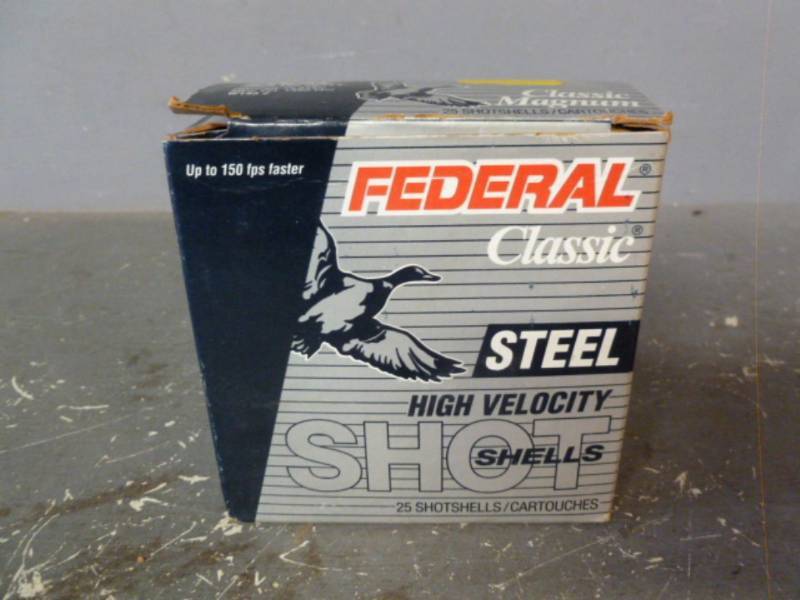 Classic
Magnum
25 SHOTSHELLS/CARTOUCHES
Up to 150 fps faster
FEDERAL®
Classic®
STEEL
HIGH VELOCITY
SHOT
SHELLS
25 SHOTSHELLS/CARTOUCHES